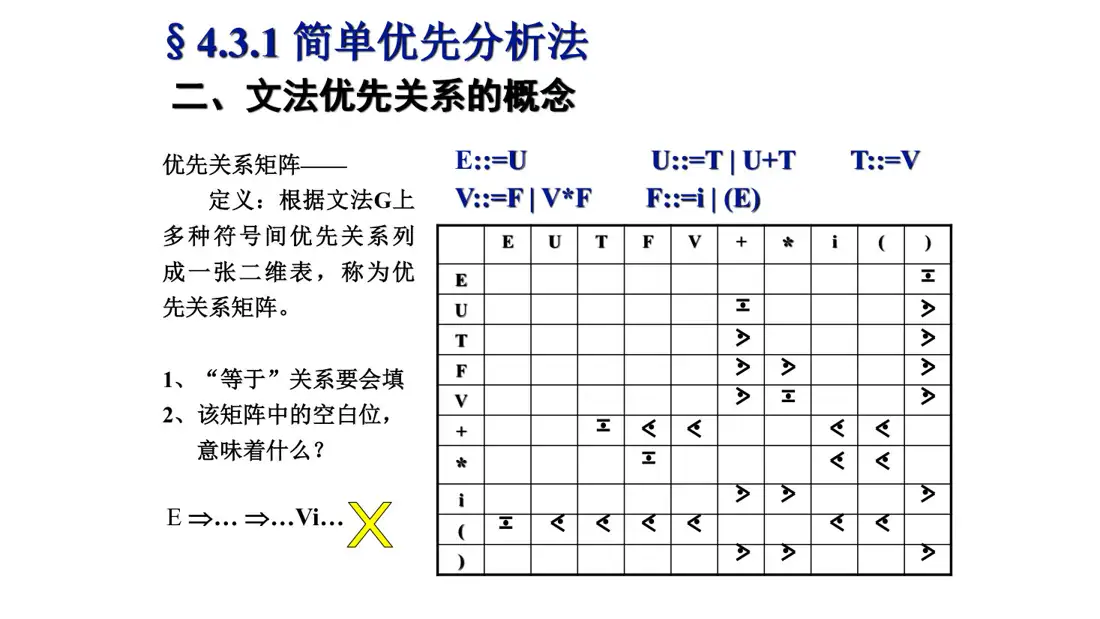 §4.3.1 简单优先分析法
二、文法优先关系的概念
优先关系矩阵——
定义：根据文法G上
多种符号间优先关系列
成一张二维表，称为优
先关系矩阵。
1、“等于”关系要会填
2、该矩阵中的空白位，
意味着什么？
E ⇒… ⇒…Vi…
E::=U U::=T | U+T T::=V
V::=F | V*F F::=i | (E)
E U T F V + * i ( )
E ≐
U ≐ ⋗
T ⋗ ⋗
F ⋗ ⋗ ⋗
V ⋗ ≐ ⋗
+ ≐ ⋖ ⋖ ⋖ ⋖
* ≐ ⋖ ⋖
i ⋗ ⋗ ⋗
( ≐ ⋖ ⋖ ⋖ ⋖ ⋖ ⋖
) ⋗ ⋗ ⋗